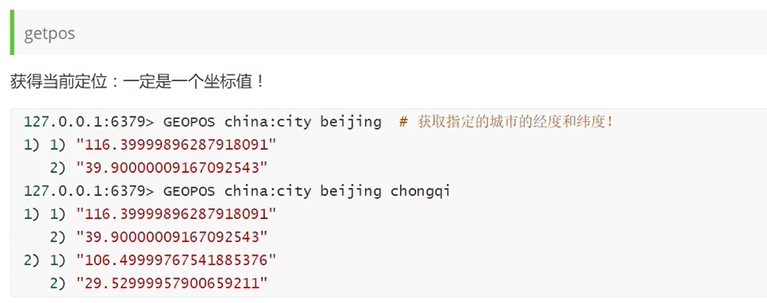 getpos
获得当前定位：一定是一个坐标值！
127.0.0.1:6379> GEOPOS china:city beijing  # 获取指定的城市的经度和纬度！
1) 1) "116.39999896287918091"
   2) "39.90000009167092543"
127.0.0.1:6379> GEOPOS china:city beijing chongqi
1) 1) "116.39999896287918091"
   2) "39.90000009167092543"
2) 1) "106.49999767541885376"
   2) "29.52999957900659211"